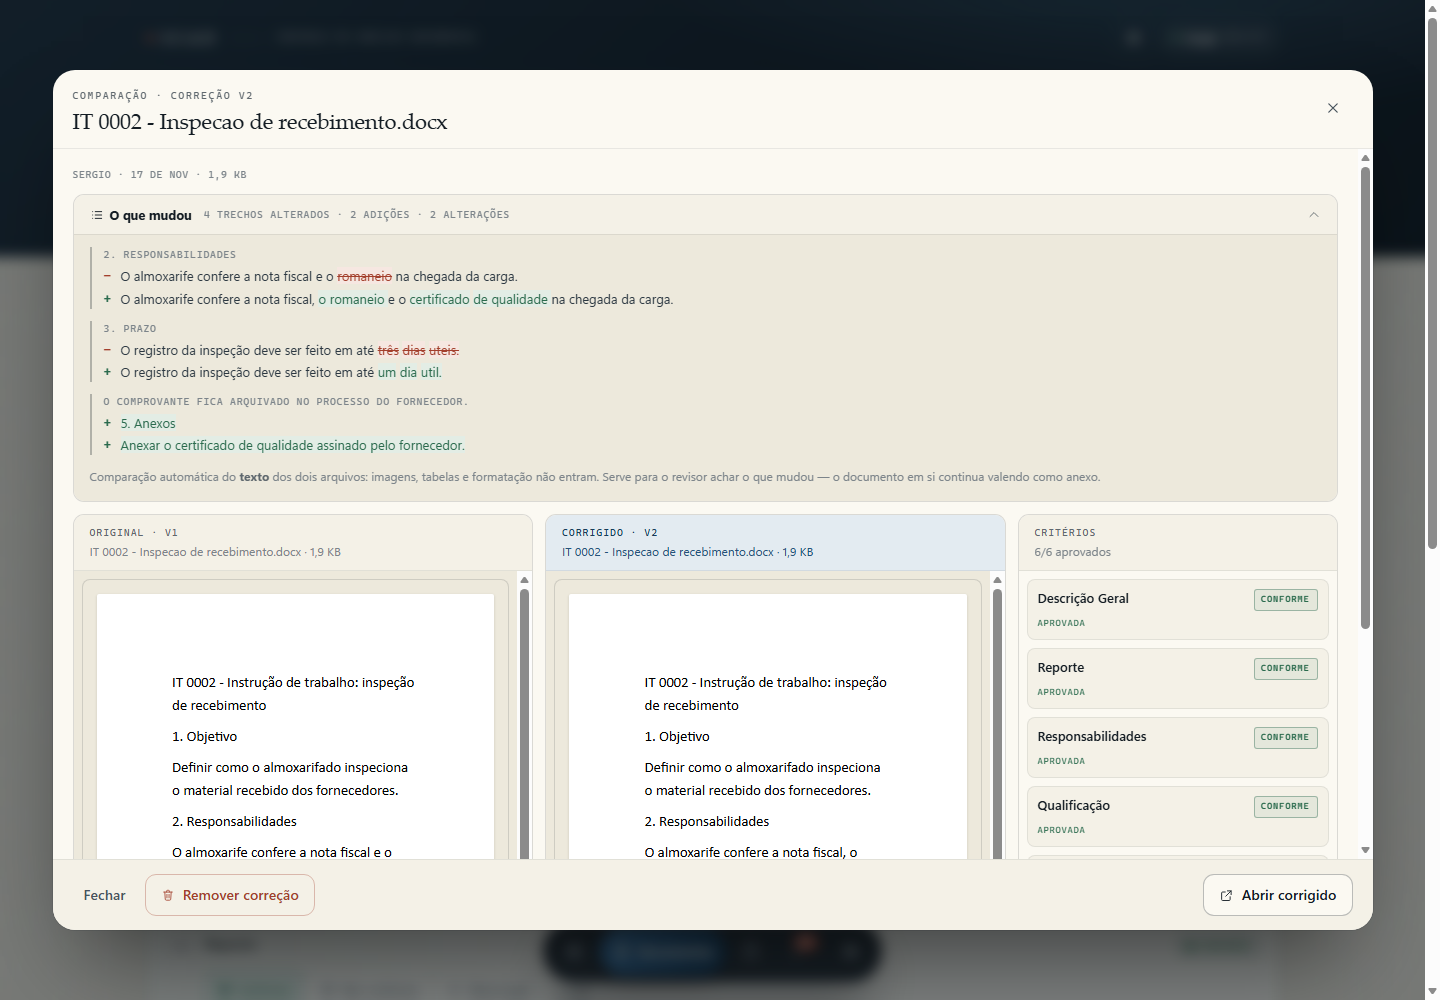 COMPARAÇÃO · CORREÇÃO V2
IT 0002 - Inspecao de recebimento.docx
SERGIO · 17 DE NOV · 1,9 KB
O que mudou 4 TRECHOS ALTERADOS · 2 ADIÇÕES · 2 ALTERAÇÕES
2. RESPONSABILIDADES
− O almoxarife confere a nota fiscal e o romaneio na chegada da carga.
+ O almoxarife confere a nota fiscal, o romaneio e o certificado de qualidade na chegada da carga.
3. PRAZO
− O registro da inspeção deve ser feito em até três dias uteis.
+ O registro da inspeção deve ser feito em até um dia util.
O COMPROVANTE FICA ARQUIVADO NO PROCESSO DO FORNECEDOR.
+ 5. Anexos
+ Anexar o certificado de qualidade assinado pelo fornecedor.
Comparação automática do texto dos dois arquivos: imagens, tabelas e formatação não entram. Serve para o revisor achar o que mudou — o documento em si continua valendo como anexo.
ORIGINAL · V1
IT 0002 - Inspecao de recebimento.docx · 1,9 KB
IT 0002 - Instrução de trabalho: inspeção
de recebimento
1. Objetivo
Definir como o almoxarifado inspeciona
o material recebido dos fornecedores.
2. Responsabilidades
O almoxarife confere a nota fiscal e o
CORRIGIDO · V2
IT 0002 - Inspecao de recebimento.docx · 1,9 KB
IT 0002 - Instrução de trabalho: inspeção
de recebimento
1. Objetivo
Definir como o almoxarifado inspeciona
o material recebido dos fornecedores.
2. Responsabilidades
O almoxarife confere a nota fiscal, o
CRITÉRIOS
6/6 aprovados
Descrição Geral CONFORME
APROVADA
Reporte CONFORME
APROVADA
Responsabilidades CONFORME
APROVADA
Qualificação CONFORME
APROVADA
Fechar
Remover correção
Abrir corrigido